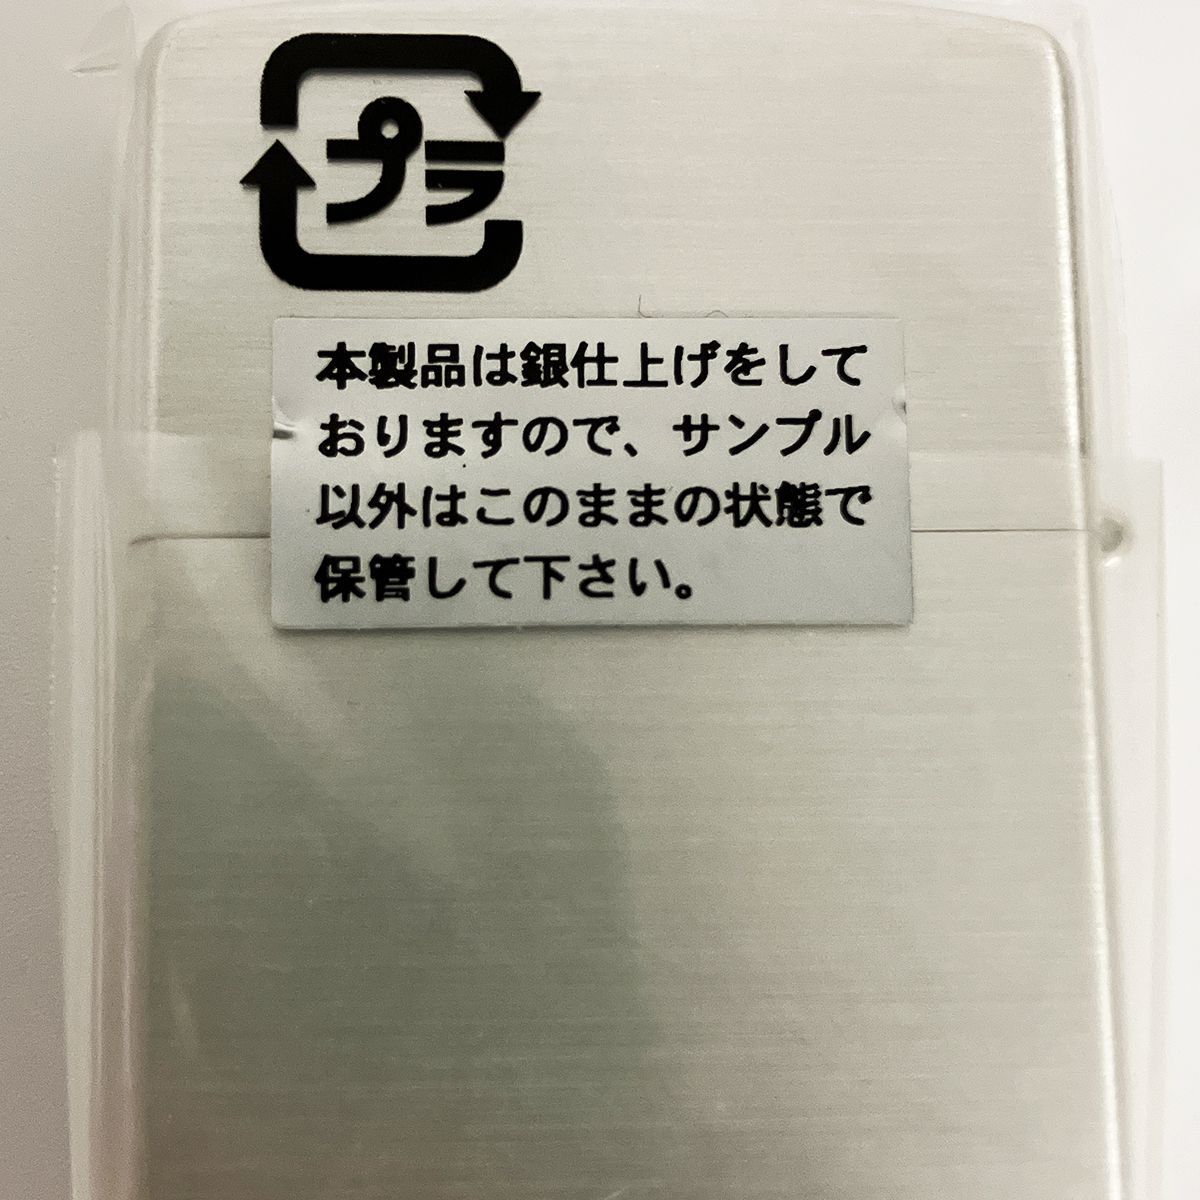 プラ
本製品は銀仕上げをして
おりますので、サンプル
以外はこのままの状態で
保管して下さい。